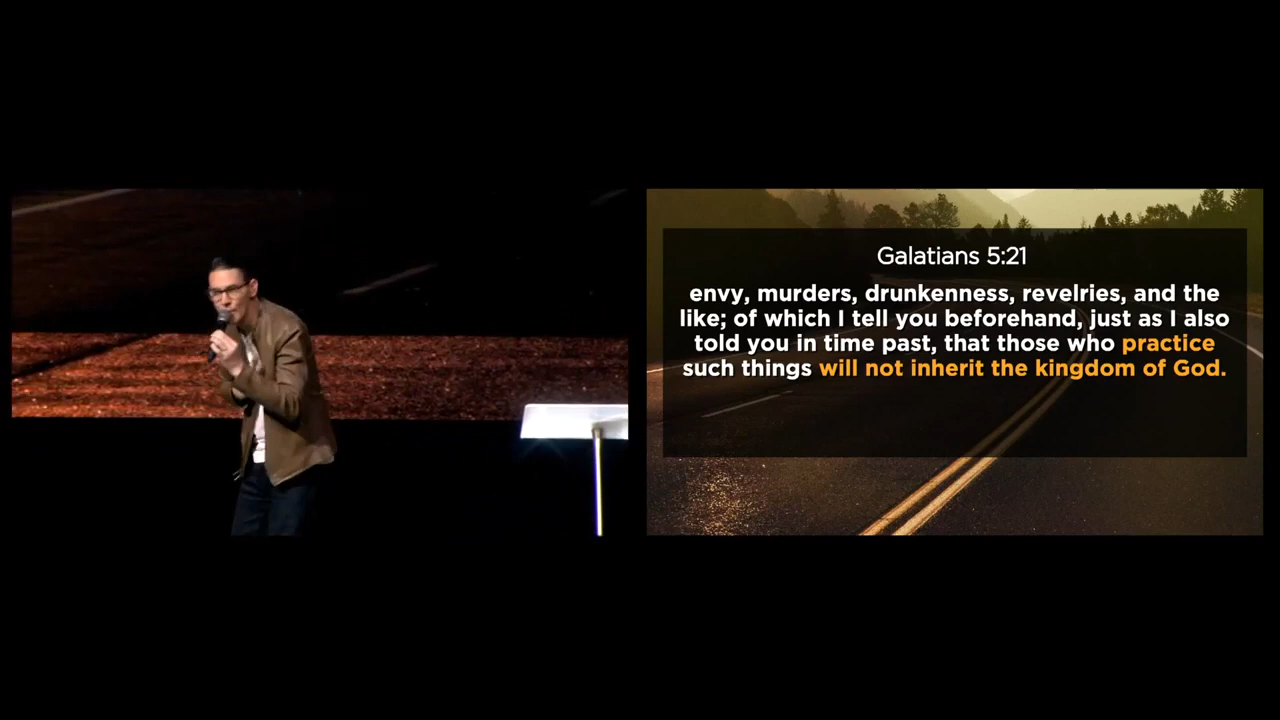 Galatians 5:21
envy, murders, drunkenness, revelries, and the
like; of which I tell you beforehand, just as I also
told you in time past, that those who practice
such things will not inherit the kingdom of God.